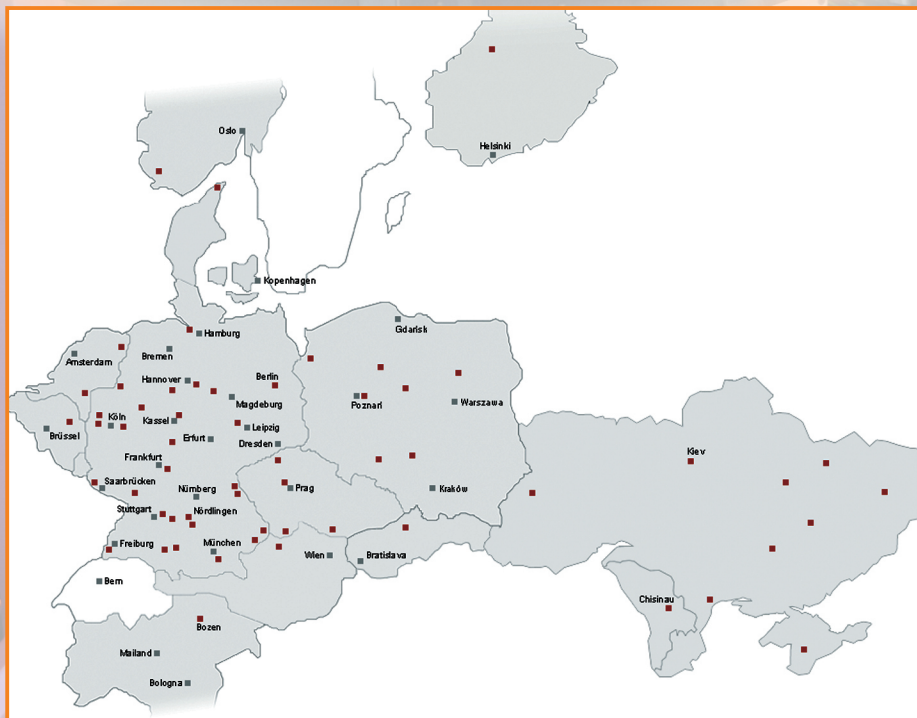 Oslo
Helsinki
Kopenhagen
Gdańsk
Hamburg
Bremen
Amsterdam
Hannover
Berlin
Magdeburg
Poznań
Warszawa
Köln
Kassel
Leipzig
Brüssel
Erfurt
Dresden
Frankfurt
Kiev
Saarbrücken
Nürnberg
Prag
Kraków
Stuttgart
Nördlingen
Freiburg
München
Wien
Bratislava
Bern
Chisinau
Bozen
Mailand
Bologna